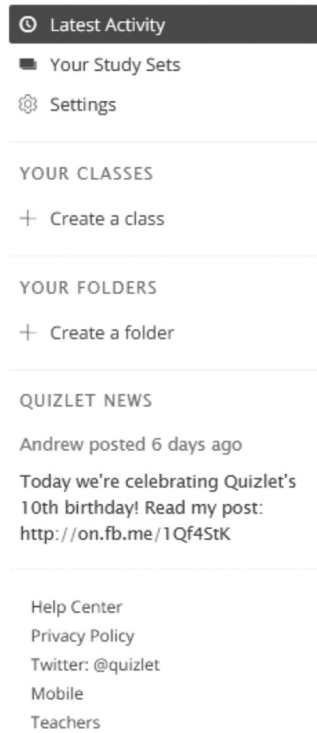 Latest Activity
Your Study Sets
Settings
YOUR CLASSES
+ Create a class
YOUR FOLDERS
+ Create a folder
QUIZLET NEWS
Andrew posted 6 days ago
Today we're celebrating Quizlet's
10th birthday! Read my post:
http://on.fb.me/1Qf4StK
Help Center
Privacy Policy
Twitter: @quizlet
Mobile
Teachers